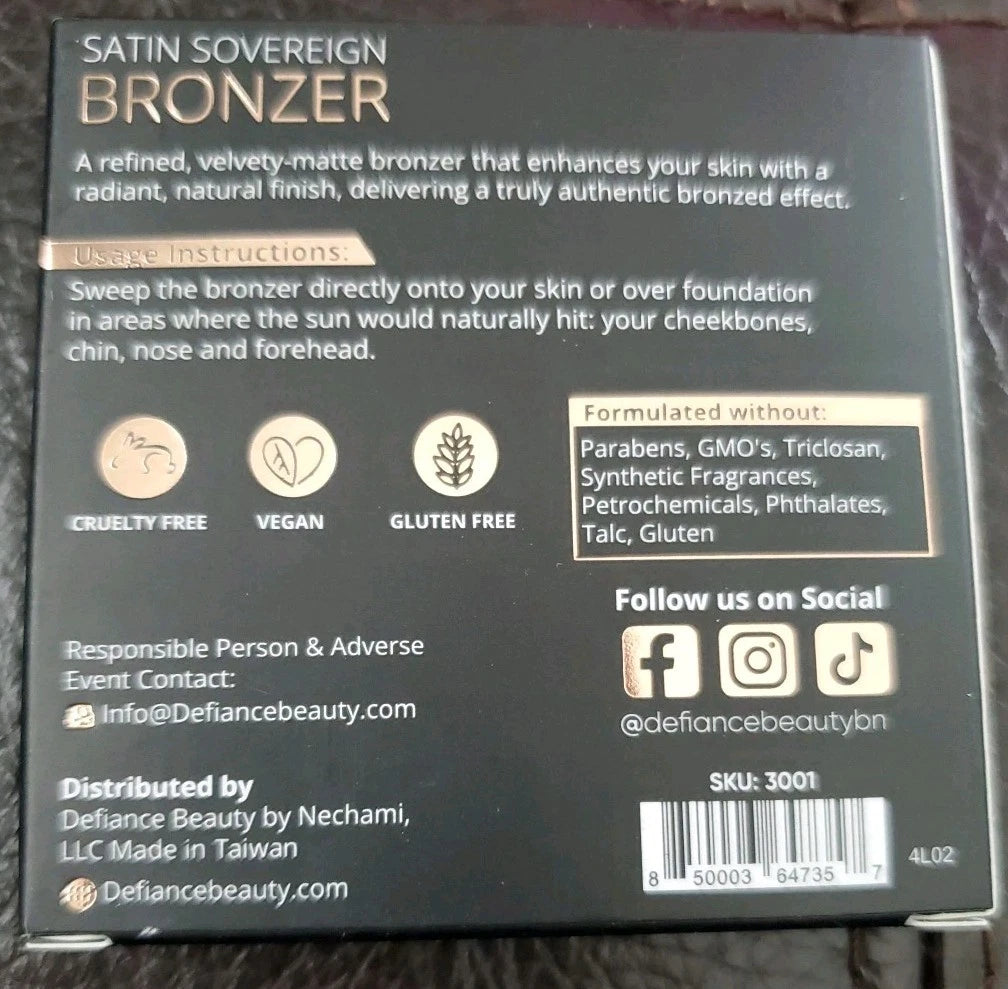 SATIN SOVEREIGN
BRONZER
A refined, velvety-matte bronzer that enhances your skin with a
radiant, natural finish, delivering a truly authentic bronzed effect.
Usage Instructions:
Sweep the bronzer directly onto your skin or over foundation
in areas where the sun would naturally hit: your cheekbones,
chin, nose and forehead.
CRUELTY FREE
VEGAN
GLUTEN FREE
Formulated without:
Parabens, GMO's, Triclosan,
Synthetic Fragrances,
Petrochemicals, Phthalates,
Talc, Gluten
Follow us on Social
@defiancebeautybn
Responsible Person & Adverse
Event Contact:
Info@Defiancebeauty.com
Distributed by
Defiance Beauty by Nechami,
LLC Made in Taiwan
Defiancebeauty.com
SKU: 3001
8 50003 64735 7
4L02